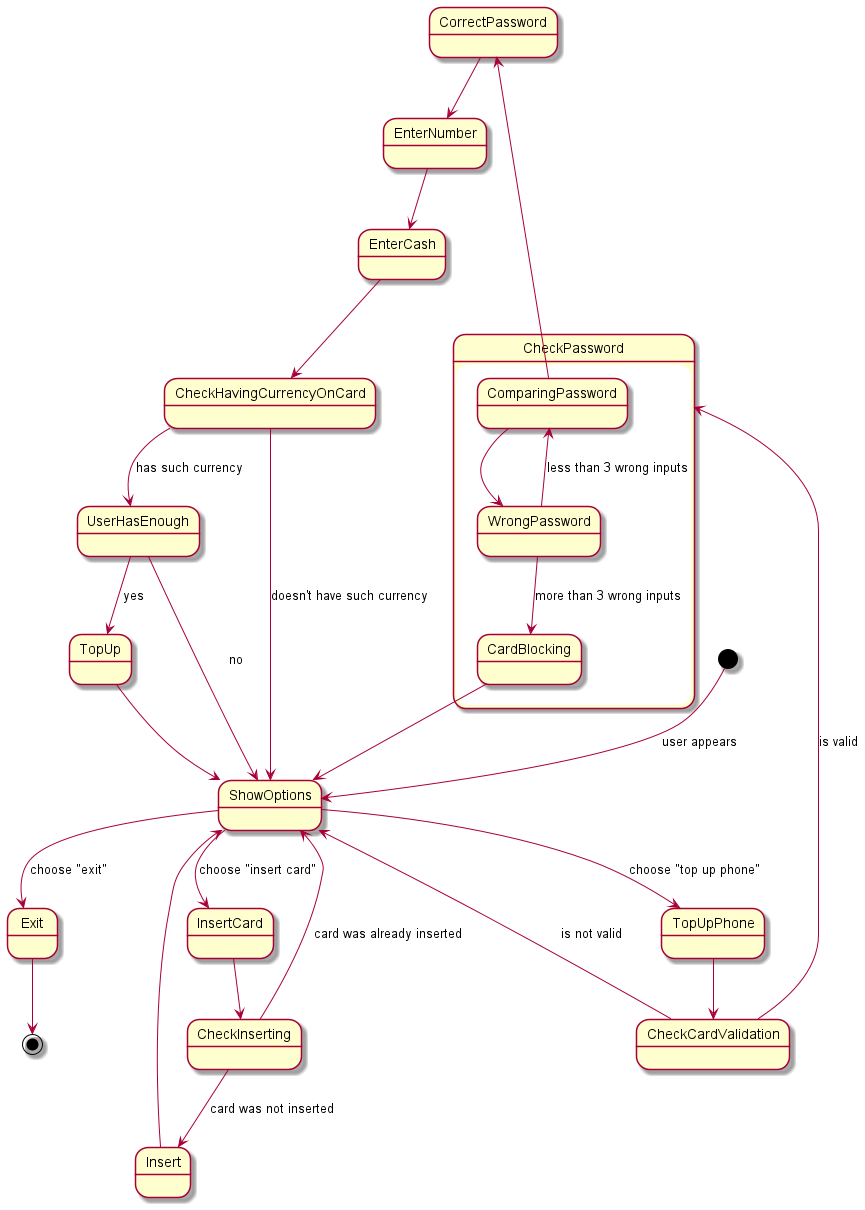 CorrectPassword
EnterNumber
EnterCash
CheckPassword
CheckHavingCurrencyOnCard
ComparingPassword
has such currency
less than 3 wrong inputs
UserHasEnough
WrongPassword
yes
doesn't have such currency
more than 3 wrong inputs
TopUp
no
CardBlocking
user appears
is valid
ShowOptions
choose "exit"
choose "insert card"
choose "top up phone"
Exit
InsertCard
card was already inserted
is not valid
TopUpPhone
CheckInserting
CheckCardValidation
card was not inserted
Insert